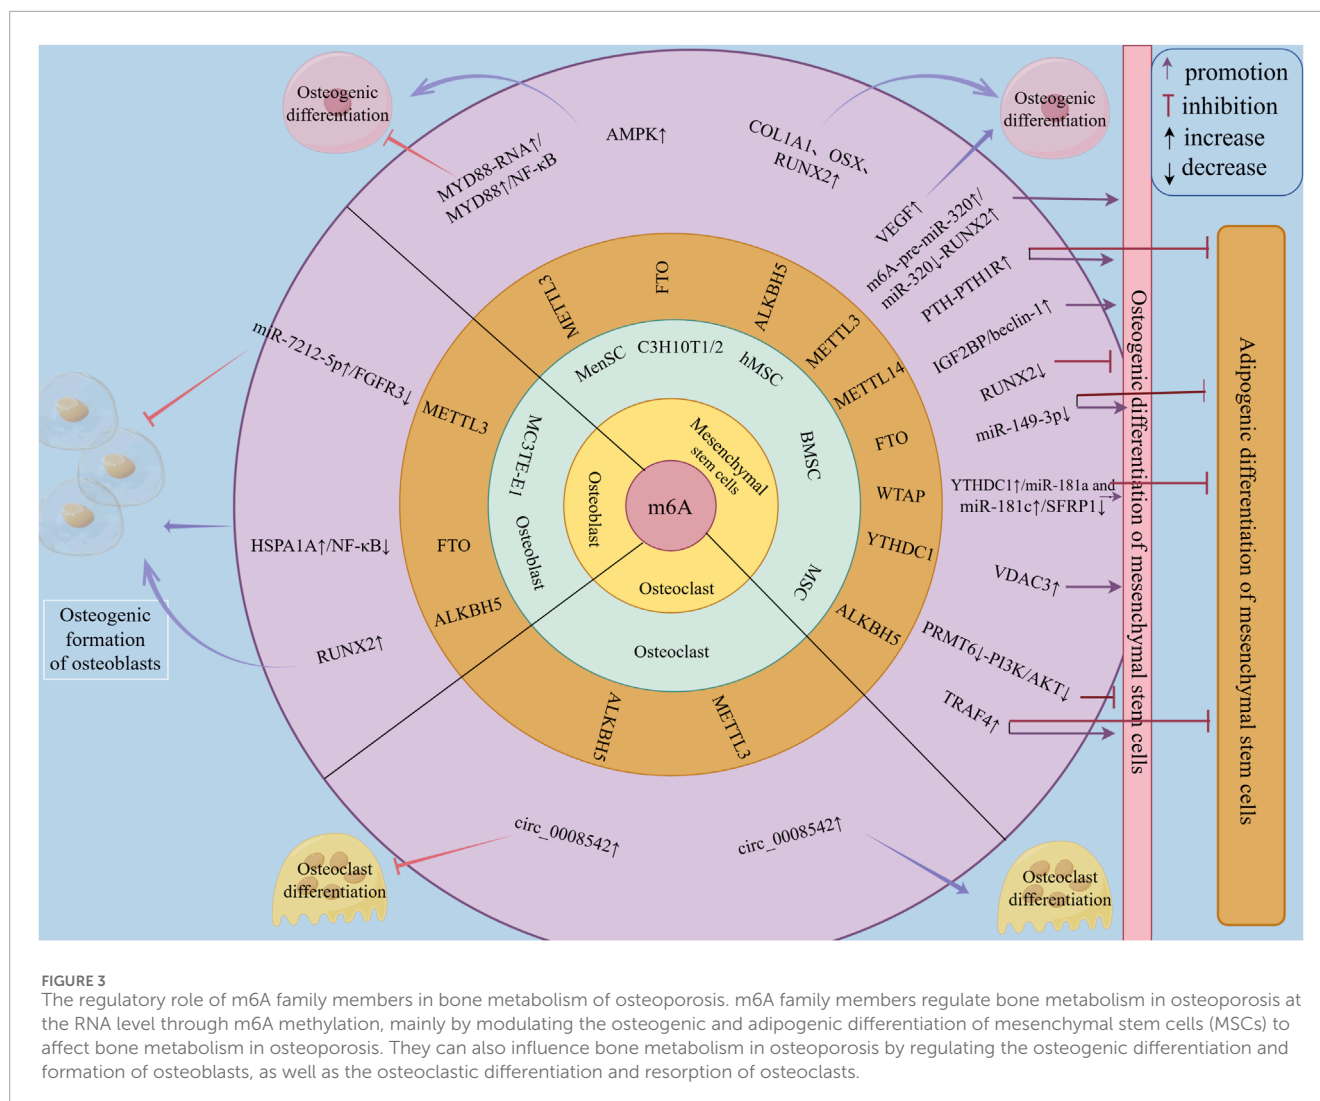 promotion
inhibition
increase
decrease
Osteogenic
differentiation
MYD88-RNA↑/
MYD88↑/NF-κB
AMPK↑
COL1A1、OSX、
RUNX2↑
Osteogenic
differentiation
VEGF↑
m6A-pre-miR-320↑/
miR-320↓-RUNX2↑
PTH-PTH1R↑
IGF2BP/beclin-1↑
RUNX2↓
miR-149-3p↓
YTHDC1↑/miR-181a and
miR-181c↑/SFRP1↓
VDAC3↑
PRMT6↓-PI3K/AKT↓
TRAF4↑
Osteogenic differentiation of mesenchymal stem cells
Adipogenic differentiation of mesenchymal stem cells
miR-7212-5p↑/FGFR3↓
HSPA1A↑/NF-κB↓
RUNX2↑
Osteogenic
formation
of osteoblasts
METTL3
FTO
ALKBH5
METTL3
METTL14
FTO
WTAP
YTHDC1
ALKBH5
METTL3
ALKBH5
ALKBH5
FTO
METTL3
MenSC
C3H10T1/2
hMSC
BMSC
MSC
Osteoclast
Osteoblast
MC3TE-E1
Mesenchymal
stem cells
Osteoblast
Osteoclast
m6A
circ_0008542↑
circ_0008542↑
Osteoclast
differentiation
Osteoclast
differentiation
FIGURE 3
The regulatory role of m6A family members in bone metabolism of osteoporosis. m6A family members regulate bone metabolism in osteoporosis at
the RNA level through m6A methylation, mainly by modulating the osteogenic and adipogenic differentiation of mesenchymal stem cells (MSCs) to
affect bone metabolism in osteoporosis. They can also influence bone metabolism in osteoporosis by regulating the osteogenic differentiation and
formation of osteoblasts, as well as the osteoclastic differentiation and resorption of osteoclasts.